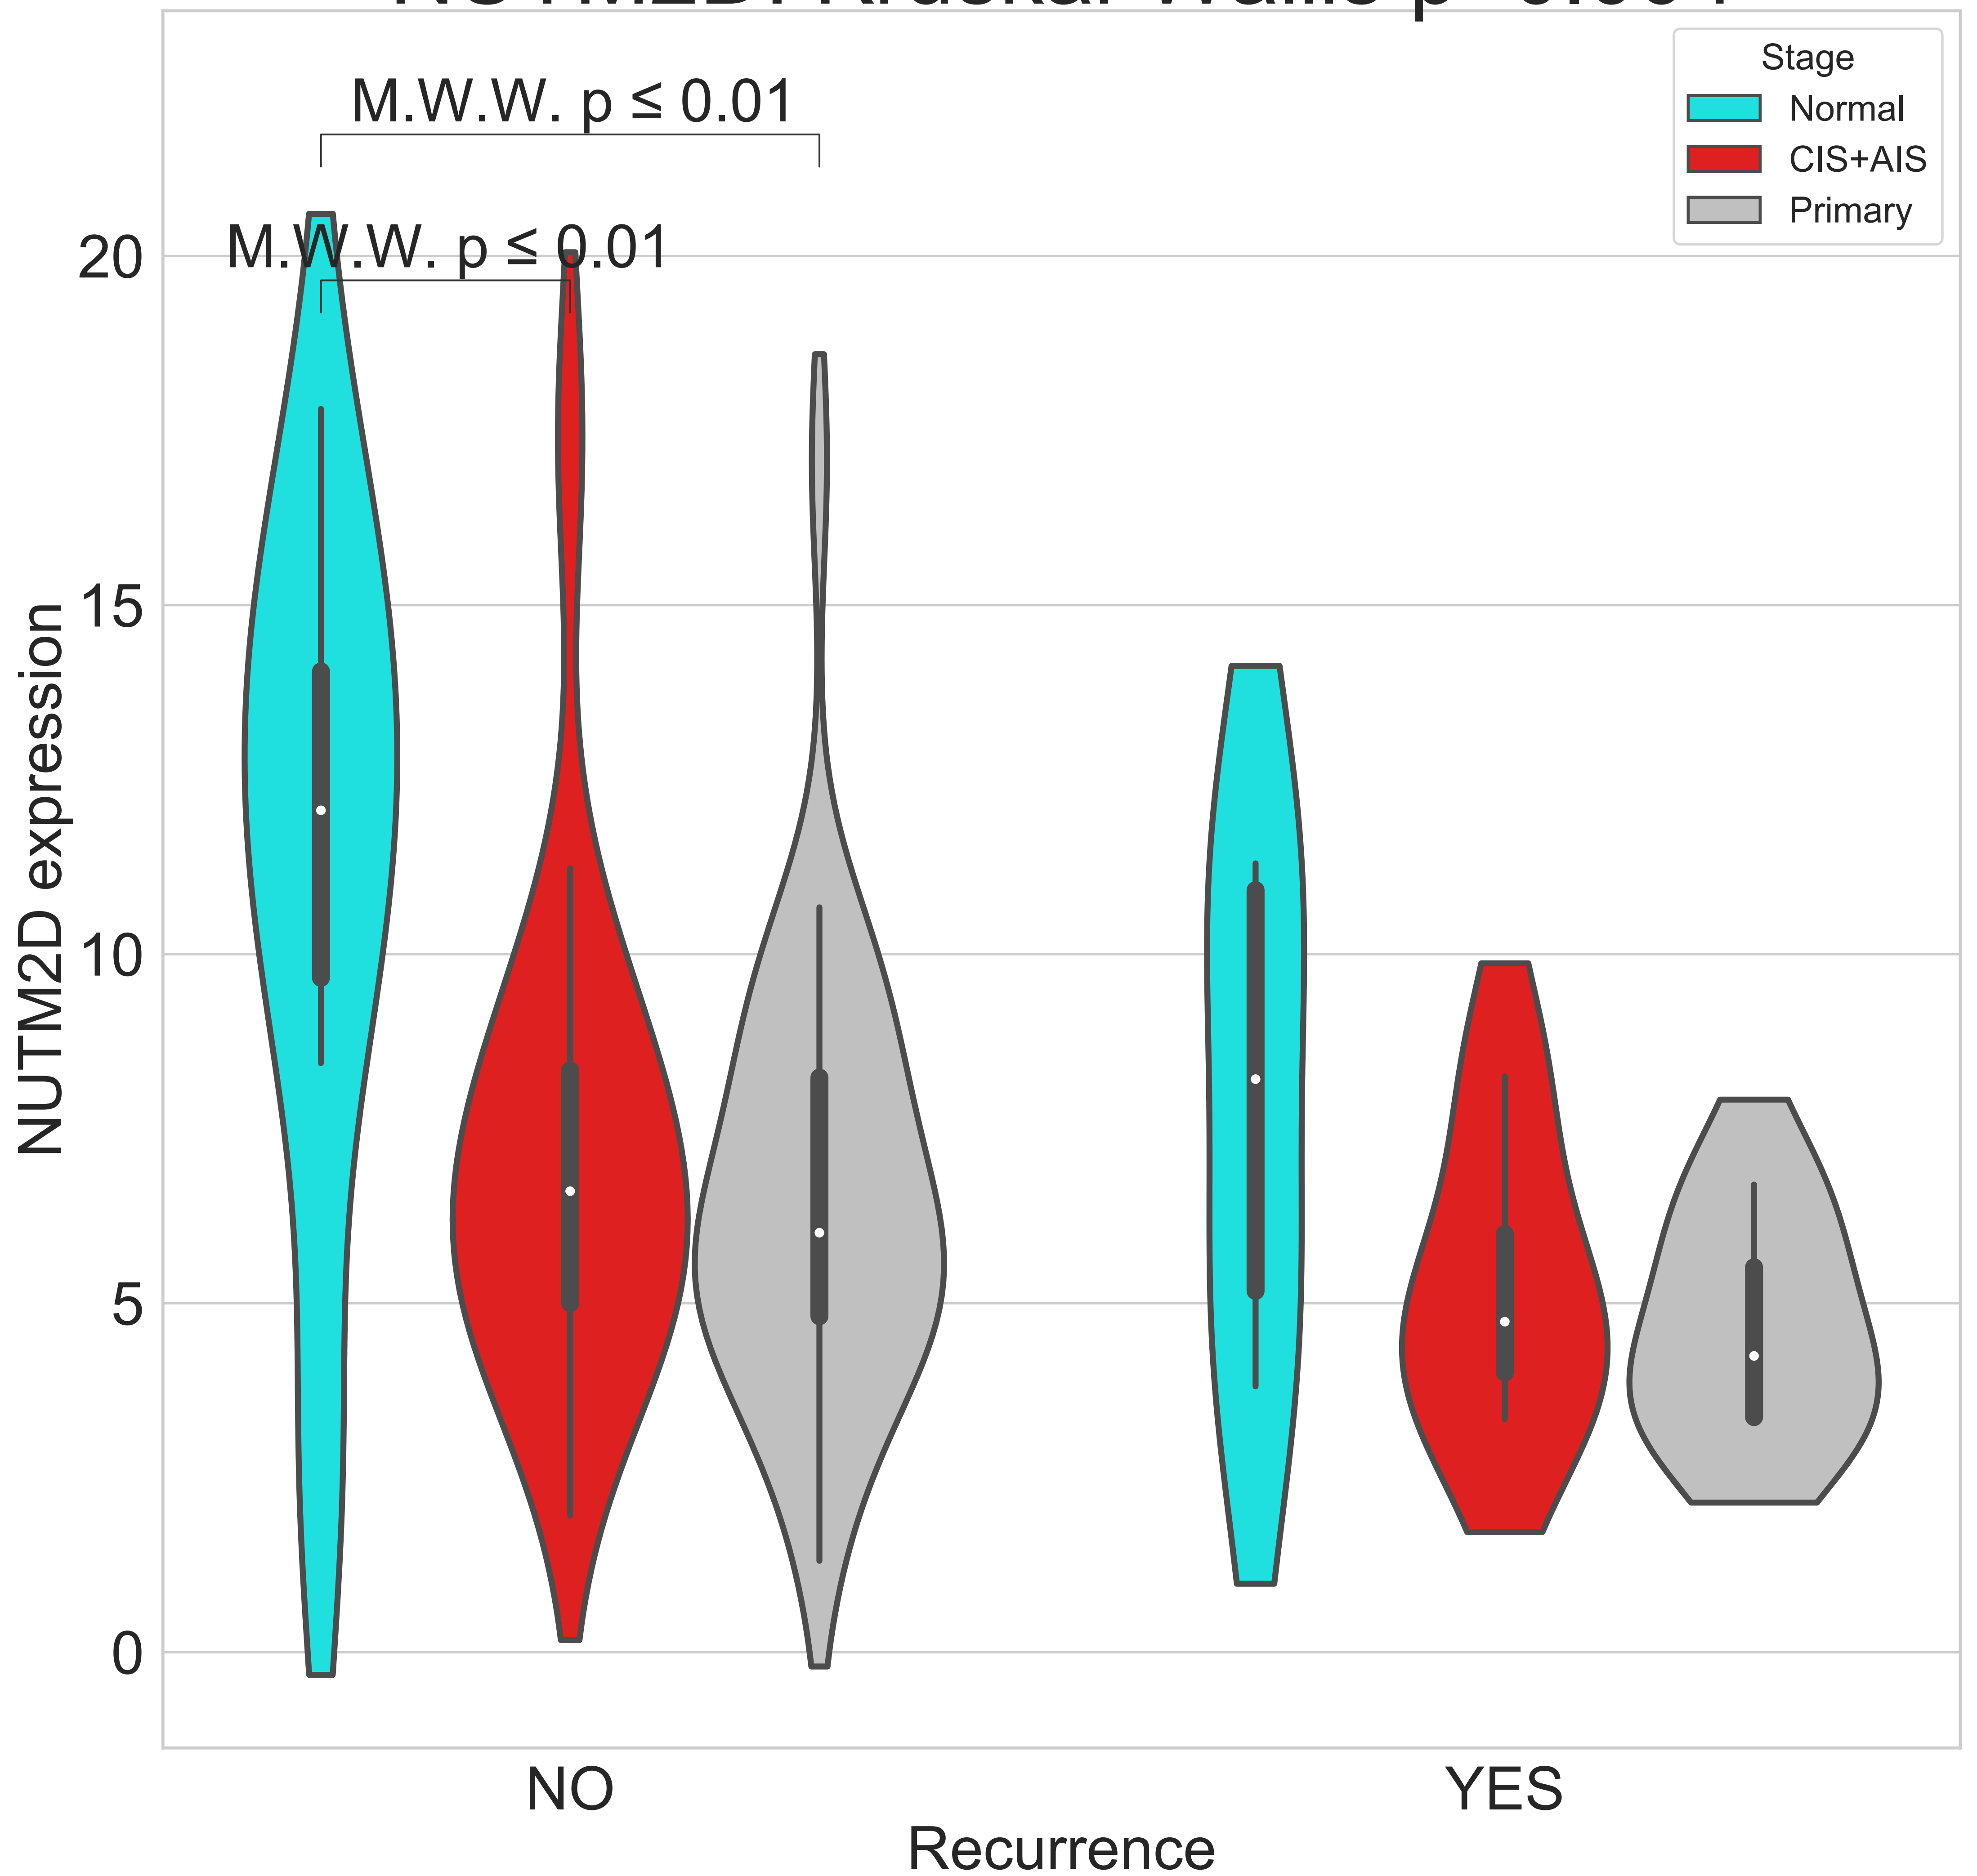 M.W.W. p ≤ 0.01
M.W.W. p ≤ 0.01
Stage
Normal
CIS+AIS
Primary
NUTM2D expression
20
15
10
5
0
NO
YES
Recurrence